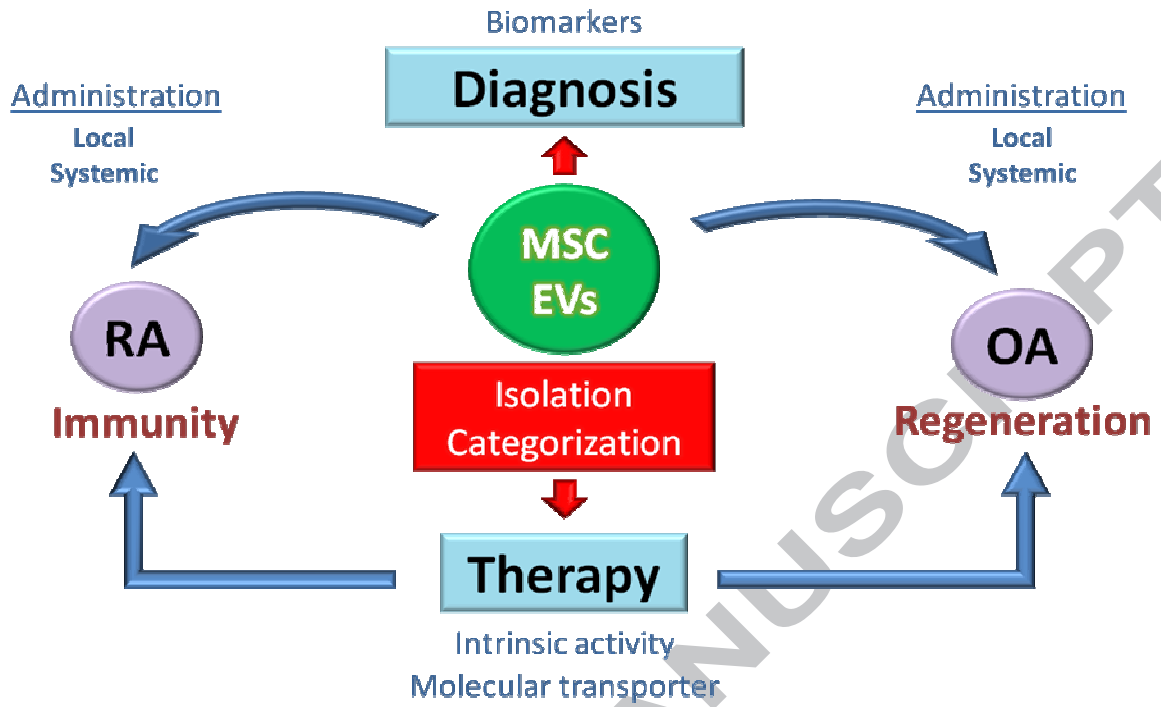 Biomarkers
Diagnosis
Administration
Local
Systemic
Administration
Local
Systemic
MSC
EVs
RA
Immunity
OA
Regeneration
Isolation
Categorization
Therapy
Intrinsic activity
Molecular transporter
ANUSCRIPT